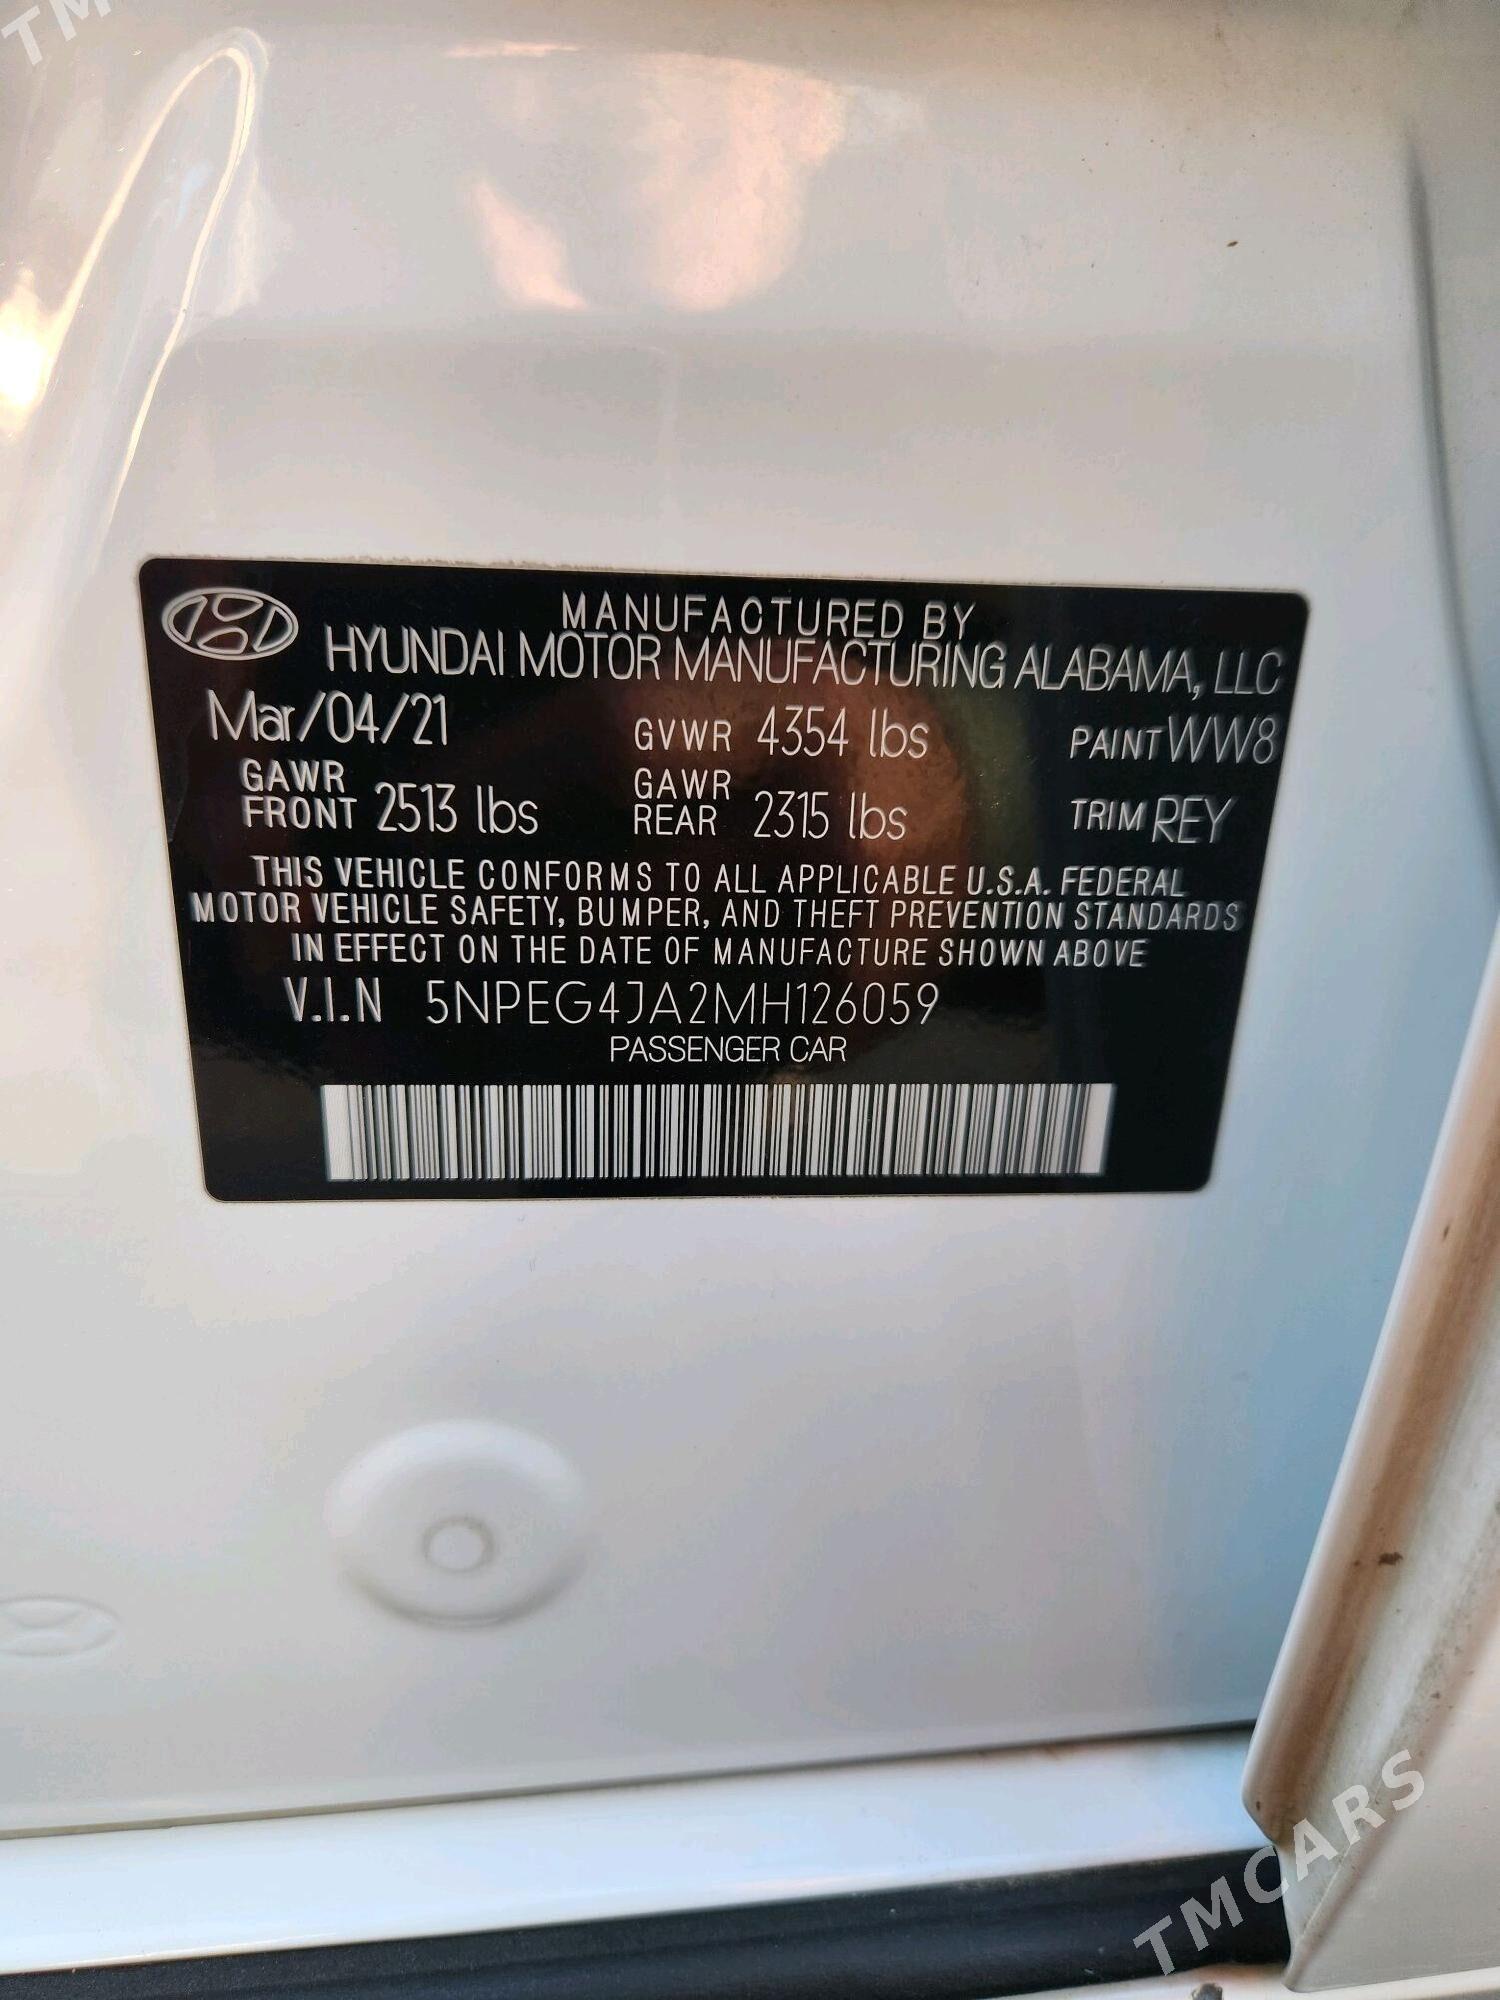 MANUFACTURED BY
HYUNDAI MOTOR MANUFACTURING ALABAMA, LLC
Mar/04/21 GVWR 4354 lbs PAINT WW8
GAWR FRONT 2513 lbs GAWR REAR 2315 lbs TRIM REY
THIS VEHICLE CONFORMS TO ALL APPLICABLE U.S.A. FEDERAL
MOTOR VEHICLE SAFETY, BUMPER, AND THEFT PREVENTION STANDARDS
IN EFFECT ON THE DATE OF MANUFACTURE SHOWN ABOVE
V.I.N 5NPEG4JA2MH126059
PASSENGER CAR
TMCARS